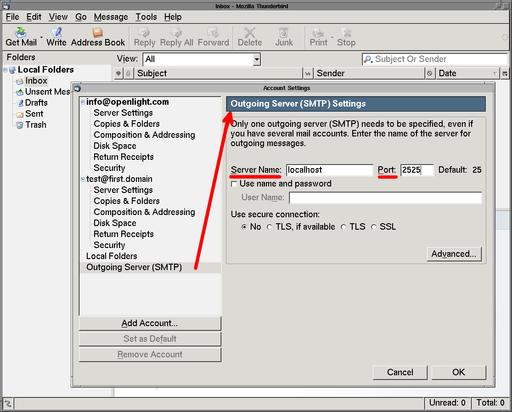 Inbox - Mozilla Thunderbird
File Edit View Go Message Tools Help
Get Mail Write Address Book Reply Reply All Forward Delete Junk Print Stop
Folders
View: All
Subject Or Sender
Local Folders
Subject Sender Date
Inbox
Unsent Mes
Drafts
Sent
Trash
Account Settings
info@openlight.com
Server Settings
Copies & Folders
Composition & Addressing
Disk Space
Return Receipts
Security
test@first.domain
Server Settings
Copies & Folders
Composition & Addressing
Disk Space
Return Receipts
Security
Local Folders
Outgoing Server (SMTP)
Add Account...
Set as Default
Remove Account
Outgoing Server (SMTP) Settings
Only one outgoing server (SMTP) needs to be specified, even if
you have several mail accounts. Enter the name of the server for
outgoing messages.
Server Name: localhost Port: 2525 Default: 25
Use name and password
User Name:
Use secure connection:
No TLS, if available TLS SSL
Advanced...
Cancel OK
Unread: 0 Total: 0